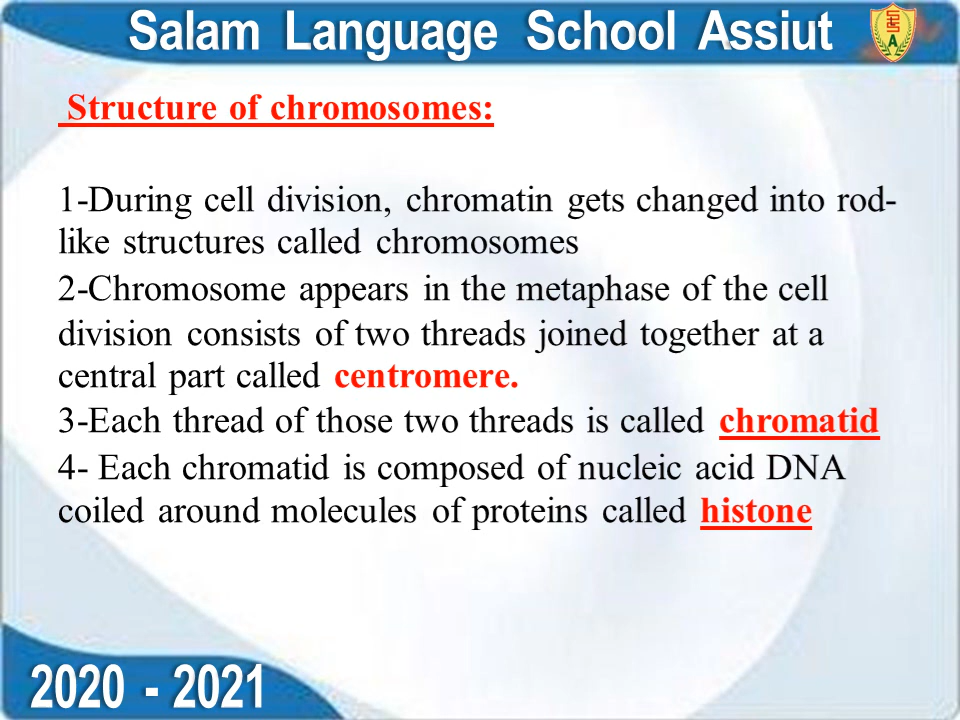 Salam Language School Assiut
A
Structure of chromosomes:
1-During cell division, chromatin gets changed into rod-
like structures called chromosomes
2-Chromosome appears in the metaphase of the cell
division consists of two threads joined together at a
central part called centromere.
3-Each thread of those two threads is called chromatid
4- Each chromatid is composed of nucleic acid DNA
coiled around molecules of proteins called histone
2020 - 2021